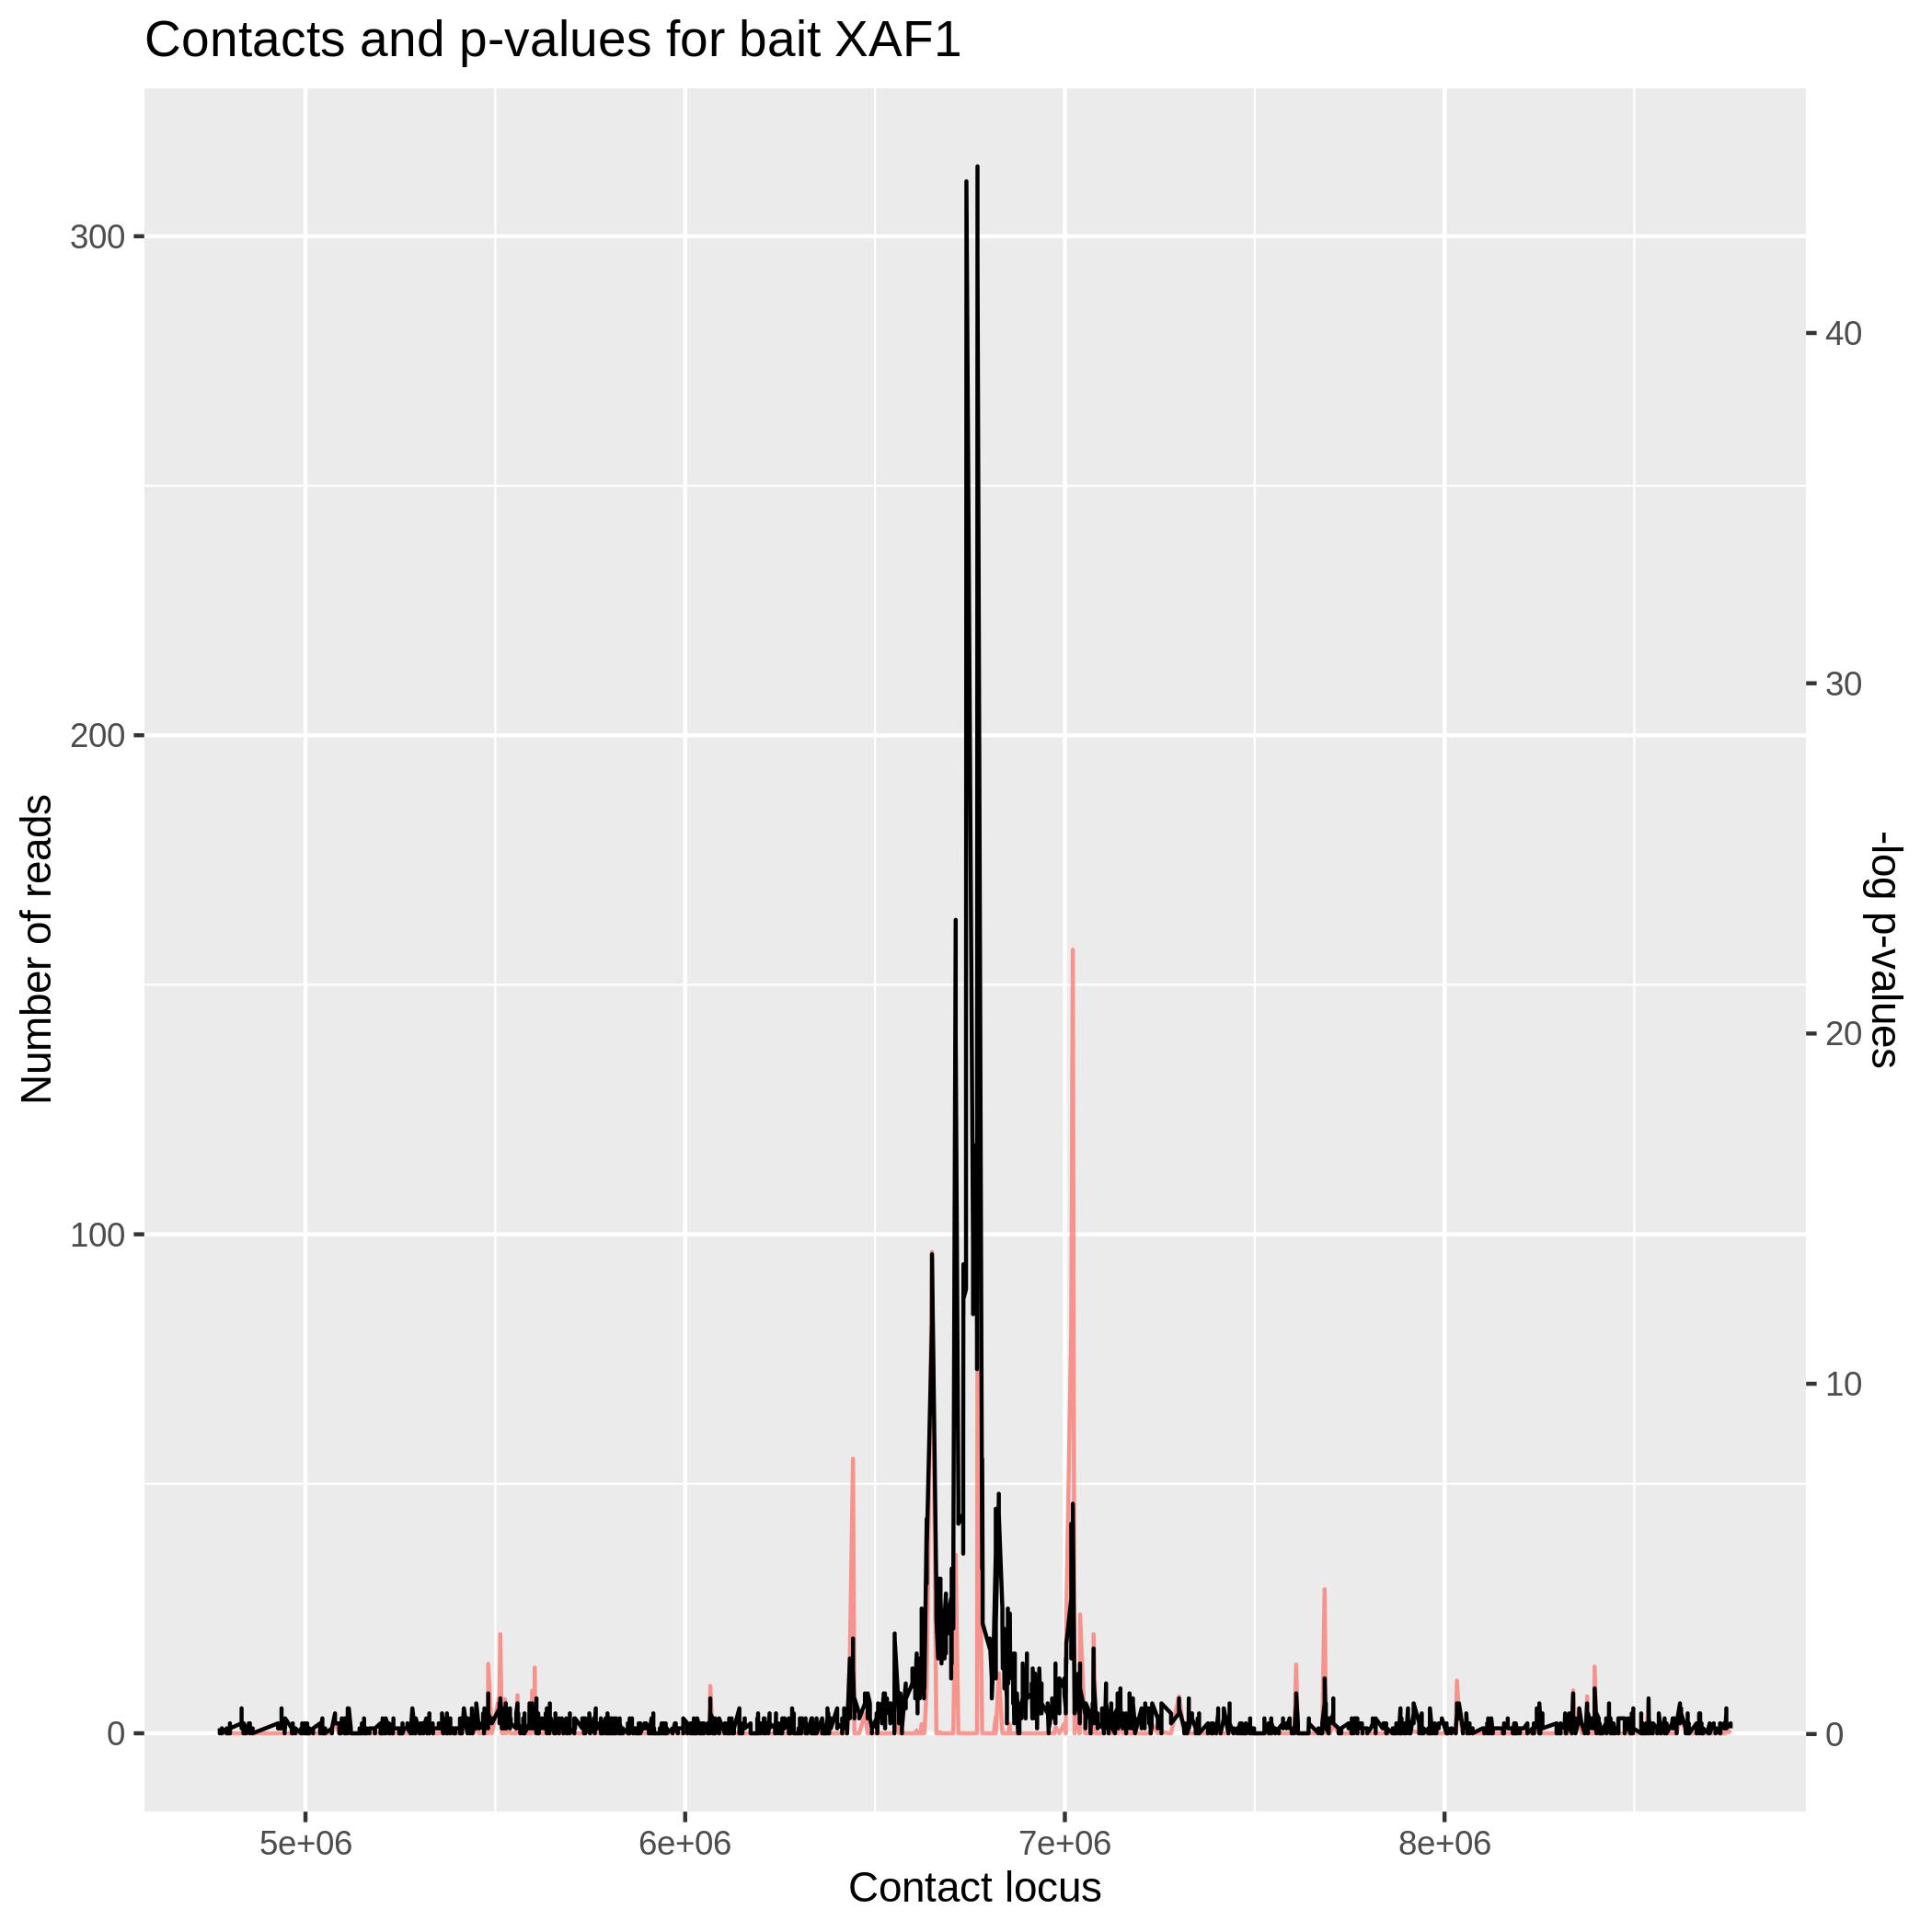 Contacts and p-values for bait XAF1
300
200
100
0
Number of reads
40
30
20
10
0
-log p-values
5e+06
6e+06
7e+06
8e+06
Contact locus